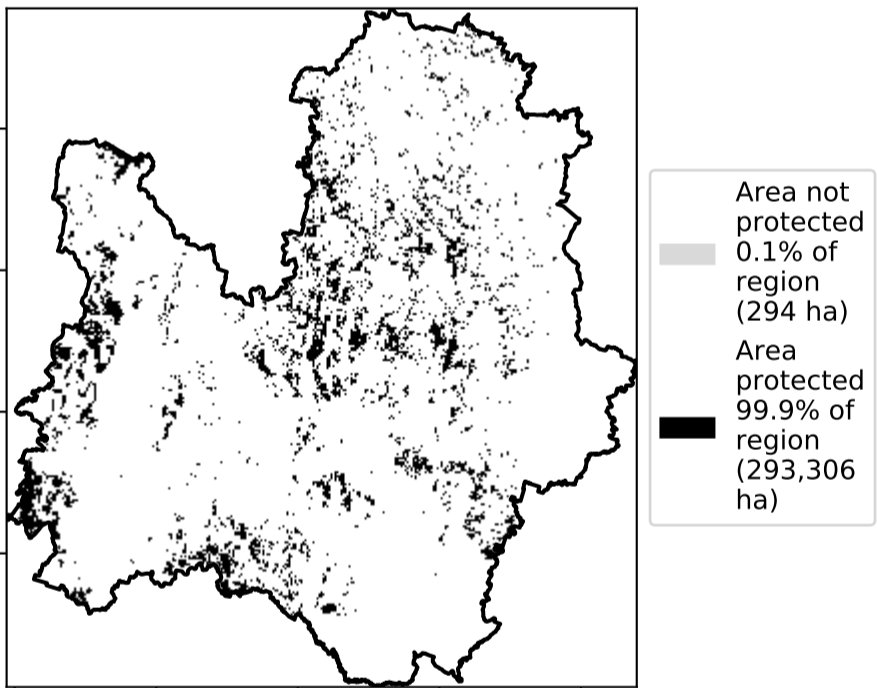 Area not
protected
0.1% of
region
(294 ha)
Area
protected
99.9% of
region
(293,306
ha)